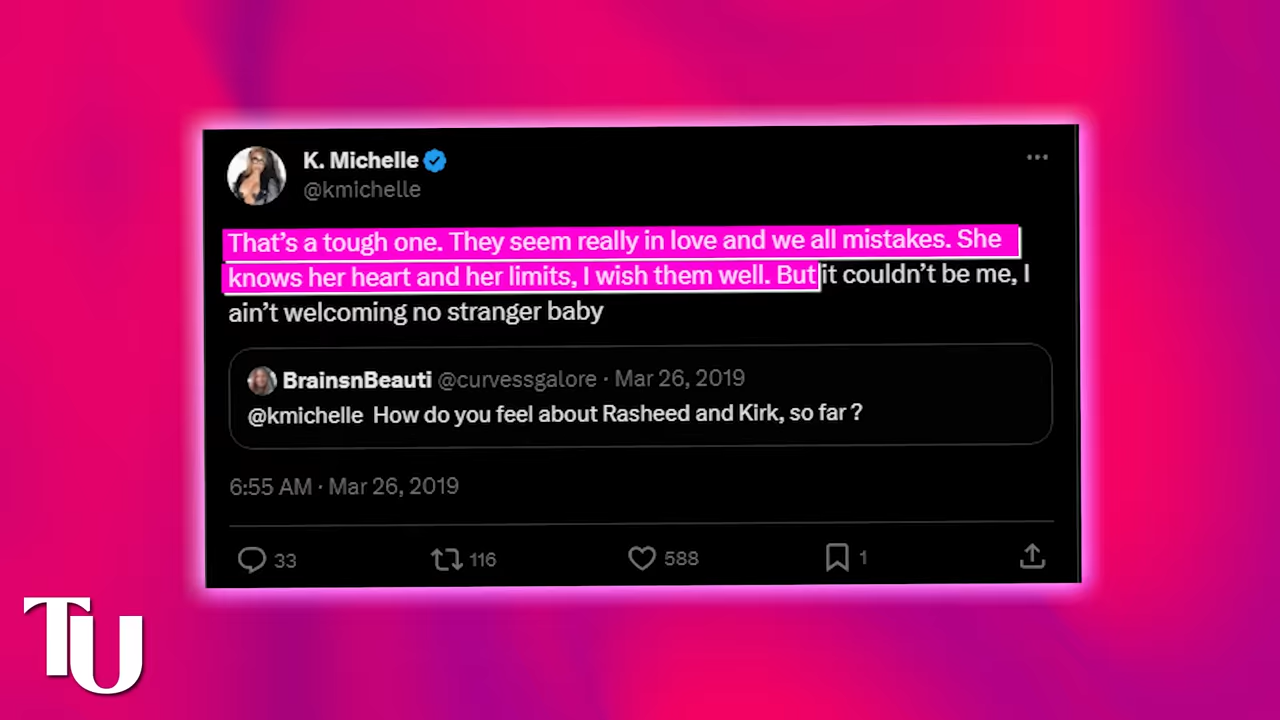 K. Michelle
@kmichelle
That's a tough one. They seem really in love and we all mistakes. She
knows her heart and her limits, I wish them well. But it couldn't be me, I
ain't welcoming no stranger baby
BrainsnBeauti @curvessgalore · Mar 26, 2019
@kmichelle How do you feel about Rasheed and Kirk, so far ?
6:55 AM · Mar 26, 2019
33 116 588 1
TU